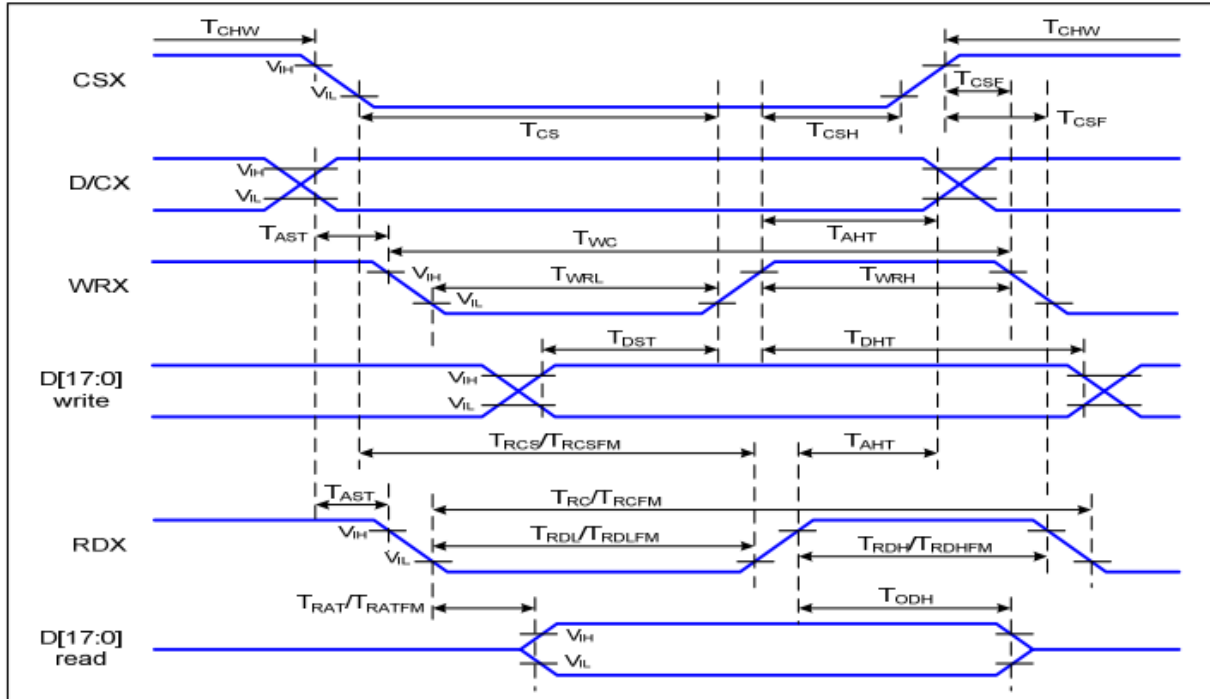 TCHW TCHW
CSX VIH
TCSF
VIL
TCSF
TCS TCSH
D/CX VIH
VIL
TAST TWC TAHT
WRX VIH
TWRL TWRH
VIL
TDST TDHT
D[17:0] VIH
write VIL
TRCS/TRCSFM TAHT
TAST TRC/TRCFM
RDX VIH
TRDL/TRDLFM TRDH/TRDHFM
VIL
TRAT/TRATFM TODH
D[17:0] VIH
read VIL